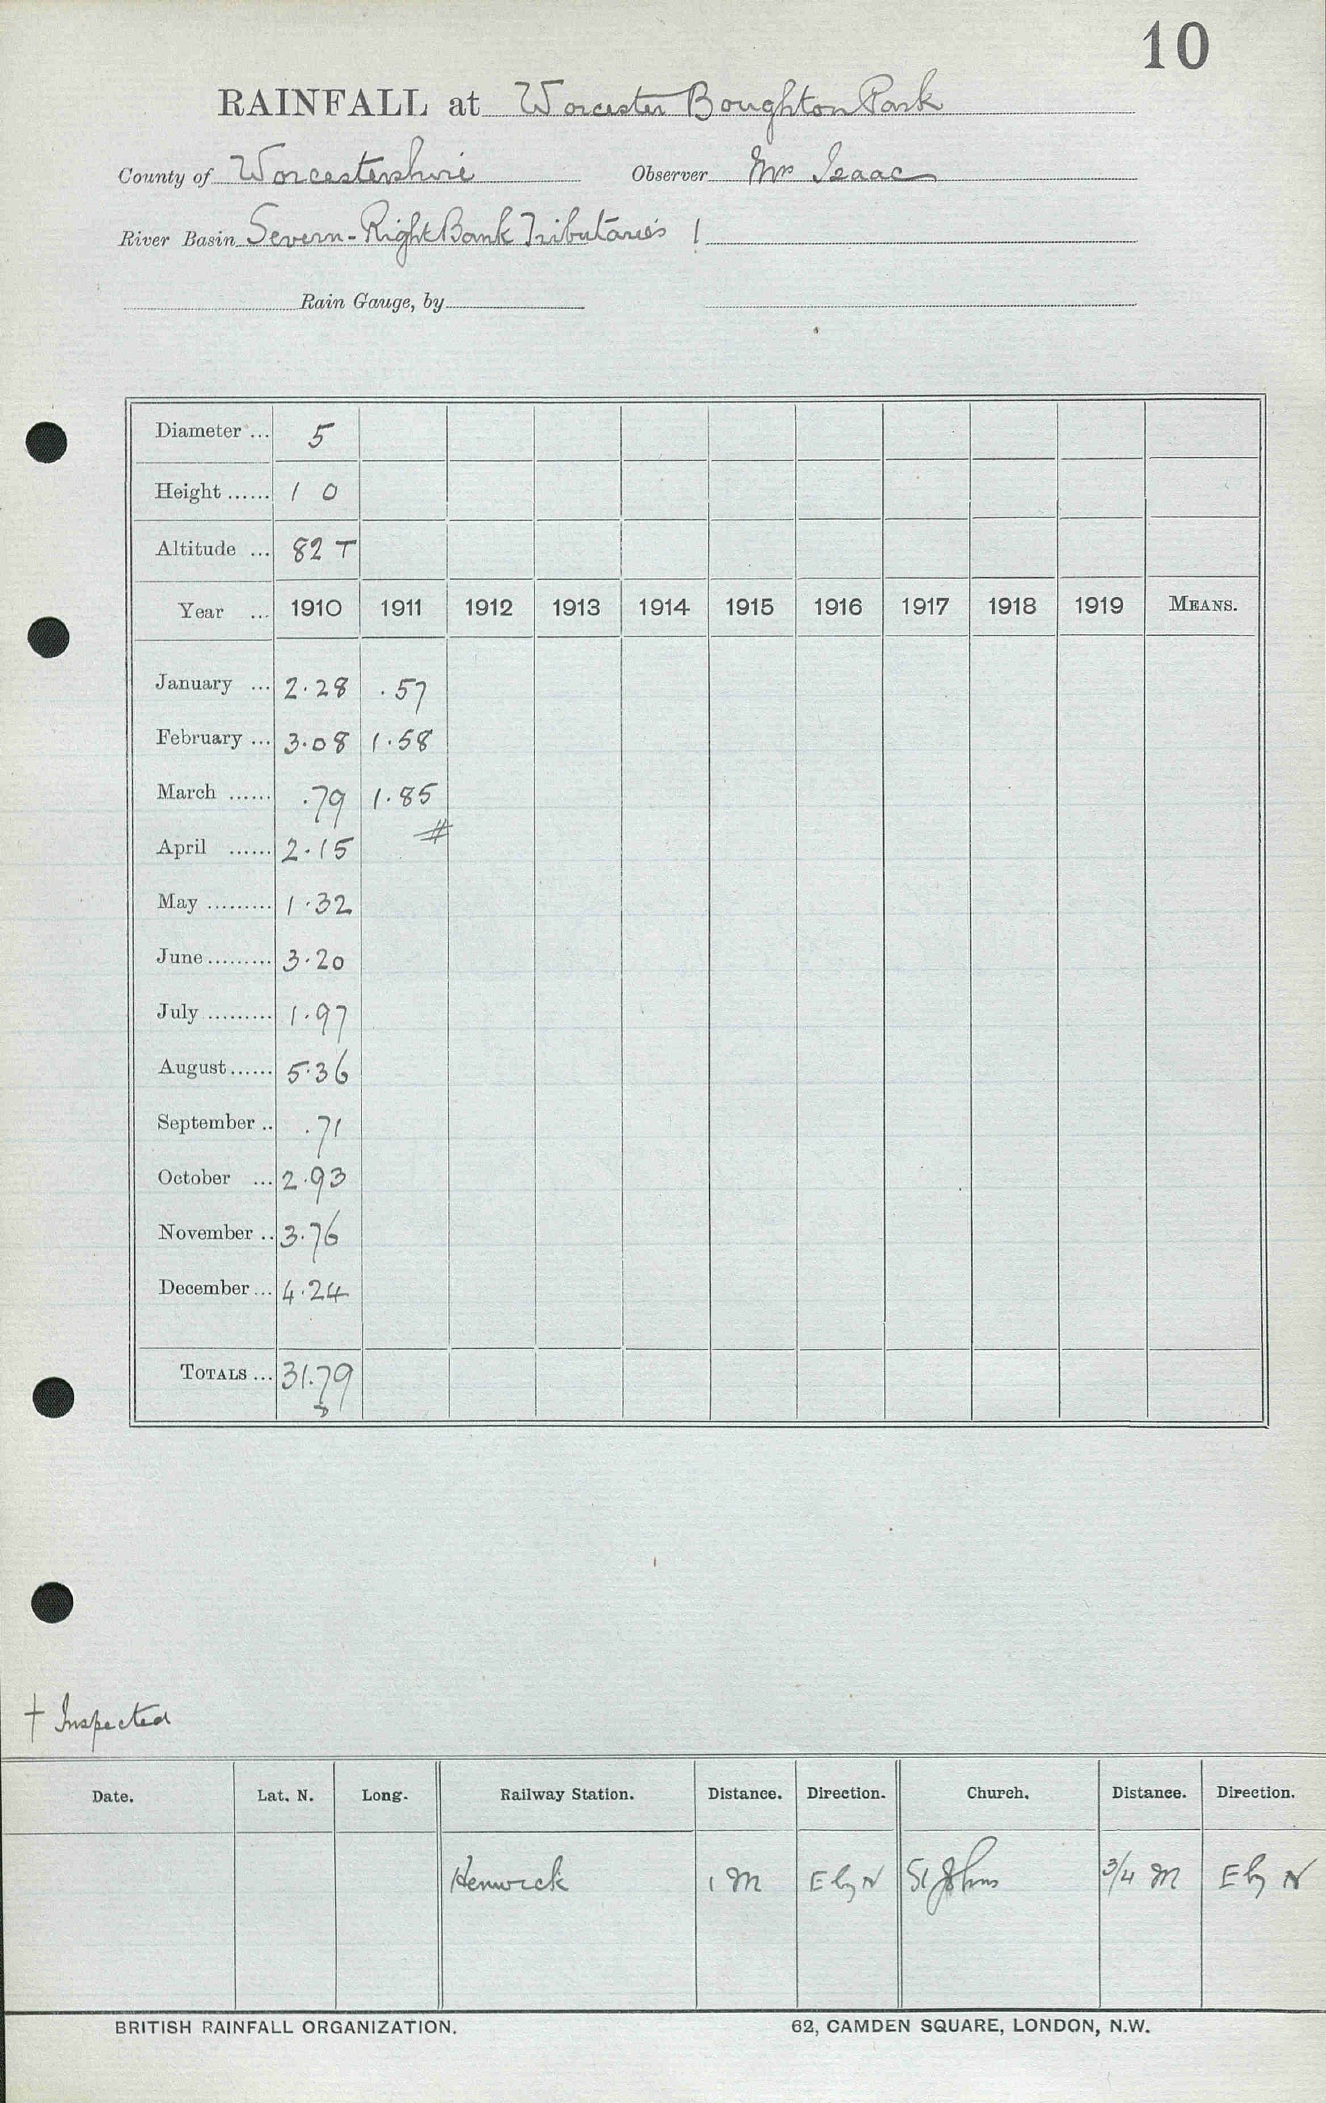 10
RAINFALL at Worcester Boughton Park
County of Worcestershire Observer Mr Isaac
River Basin Severn - Right Bank Tributaries !
Rain Gauge, by
Diameter ... 5
Height ...... 1 0
Altitude ... 82 T
Year ... 1910 1911 1912 1913 1914 1915 1916 1917 1918 1919 MEANS.
January ... 2.28 .57
February ... 3.08 1.58
March ...... .79 1.85
April ...... 2.15 #
May ......... 1.32
June ......... 3.20
July ......... 1.97
August ...... 5.36
September .. .71
October ... 2.93
November .. 3.76
December ... 4.24
TOTALS ... 31.79
† Inspected
Date. Lat. N. Long. Railway Station. Distance. Direction. Church. Distance. Direction.
Henwick 1 M E by N St Johns 3/4 M E by N
BRITISH RAINFALL ORGANIZATION. 62, CAMDEN SQUARE, LONDON, N.W.